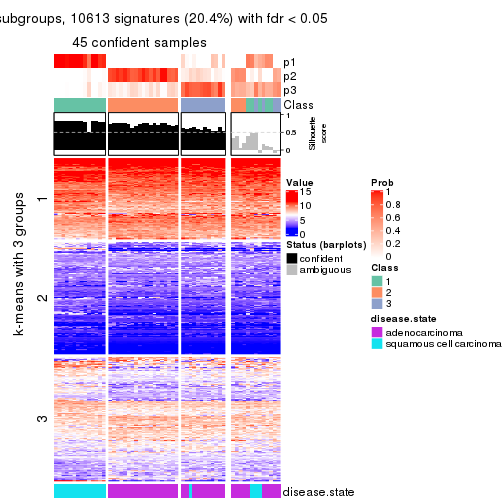 subgroups, 10613 signatures (20.4%) with fdr < 0.05
45 confident samples
p1
p2
p3
Class
1
0.5
0
Silhouette
score
k-means with 3 groups
1
2
3
Value
15
10
5
0
Status (barplots)
confident
ambiguous
Prob
1
0.8
0.6
0.4
0.2
0
Class
1
2
3
disease.state
adenocarcinoma
squamous cell carcinoma
disease.state